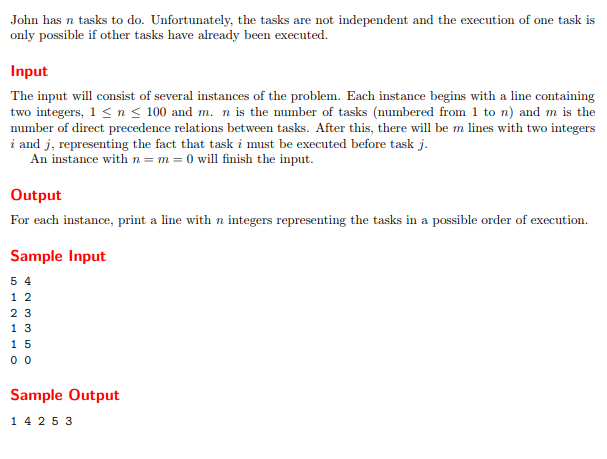 John has n tasks to do. Unfortunately, the tasks are not independent and the execution of one task is
only possible if other tasks have already been executed.
Input
The input will consist of several instances of the problem. Each instance begins with a line containing
two integers, 1 ≤ n ≤ 100 and m. n is the number of tasks (numbered from 1 to n) and m is the
number of direct precedence relations between tasks. After this, there will be m lines with two integers
i and j, representing the fact that task i must be executed before task j.
An instance with n = m = 0 will finish the input.
Output
For each instance, print a line with n integers representing the tasks in a possible order of execution.
Sample Input
5 4
1 2
2 3
1 3
1 5
0 0
Sample Output
1 4 2 5 3